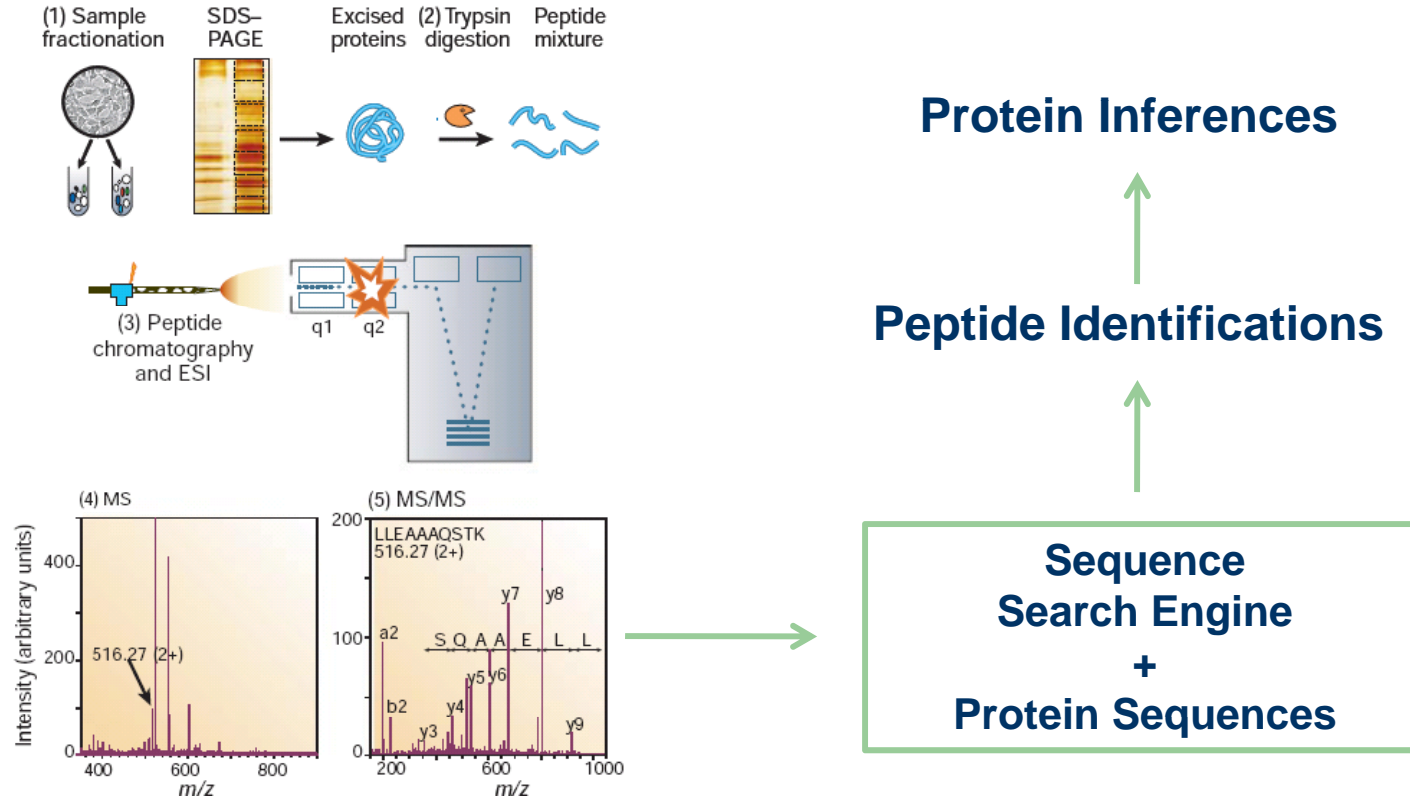 (1) Sample
fractionation
SDS–
PAGE
Excised
proteins
(2) Trypsin
digestion
Peptide
mixture
(3) Peptide
chromatography
and ESI
q1
q2
(4) MS
Intensity (arbitrary units)
400
200
0
516.27 (2+)
400
600
800
m/z
(5) MS/MS
200
100
0
LLEAAAQSTK
516.27 (2+)
a2
b2
y3
y4
y5
y6
y7
y8
y9
S Q A A E L L
200
600
1000
m/z
Protein Inferences
Peptide Identifications
Sequence
Search Engine
+
Protein Sequences